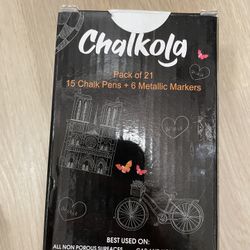 Chalkola
Pack of 21
15 Chalk Pens + 6 Metallic Markers
BEST USED ON:
ALL NON POROUS SURFACES